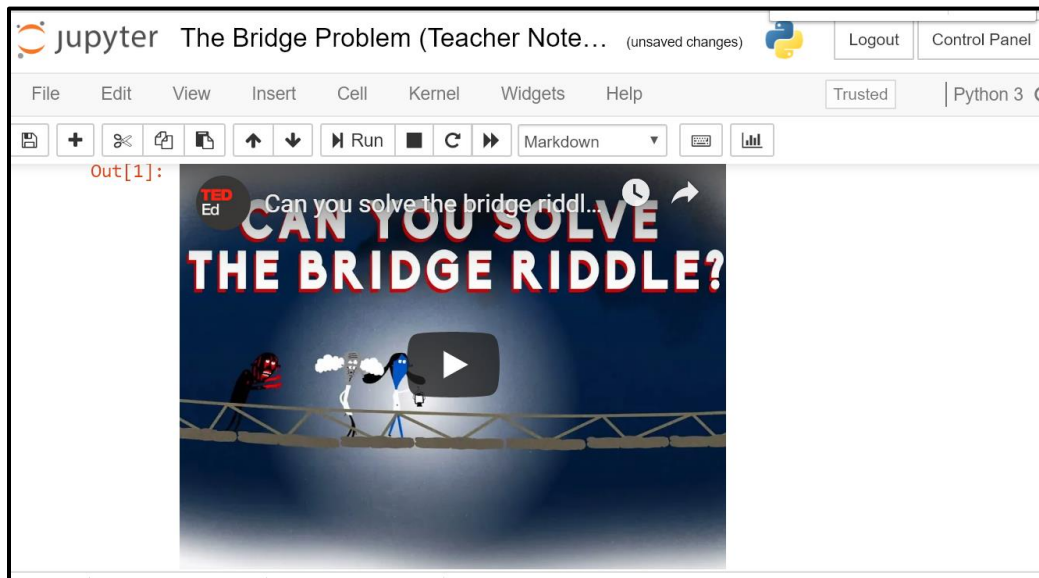 jupyter The Bridge Problem (Teacher Note... (unsaved changes) Logout Control Panel
File Edit View Insert Cell Kernel Widgets Help Trusted Python 3
Run Markdown
Out[1]:
TED Ed Can you solve the bridge riddl...
CAN YOU SOLVE
THE BRIDGE RIDDLE?